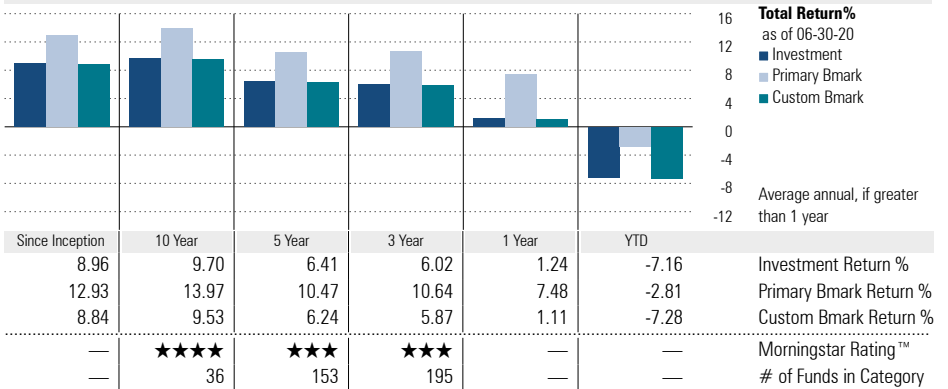 16
12
8
4
0
-4
-8
-12
Total Return%
as of 06-30-20
■ Investment
■ Primary Bmark
■ Custom Bmark
Average annual, if greater
than 1 year
Since Inception 10 Year 5 Year 3 Year 1 Year YTD
8.96 9.70 6.41 6.02 1.24 -7.16 Investment Return %
12.93 13.97 10.47 10.64 7.48 -2.81 Primary Bmark Return %
8.84 9.53 6.24 5.87 1.11 -7.28 Custom Bmark Return %
— ★★★★ ★★★ ★★★ — — Morningstar Rating™
— 36 153 195 — — # of Funds in Category